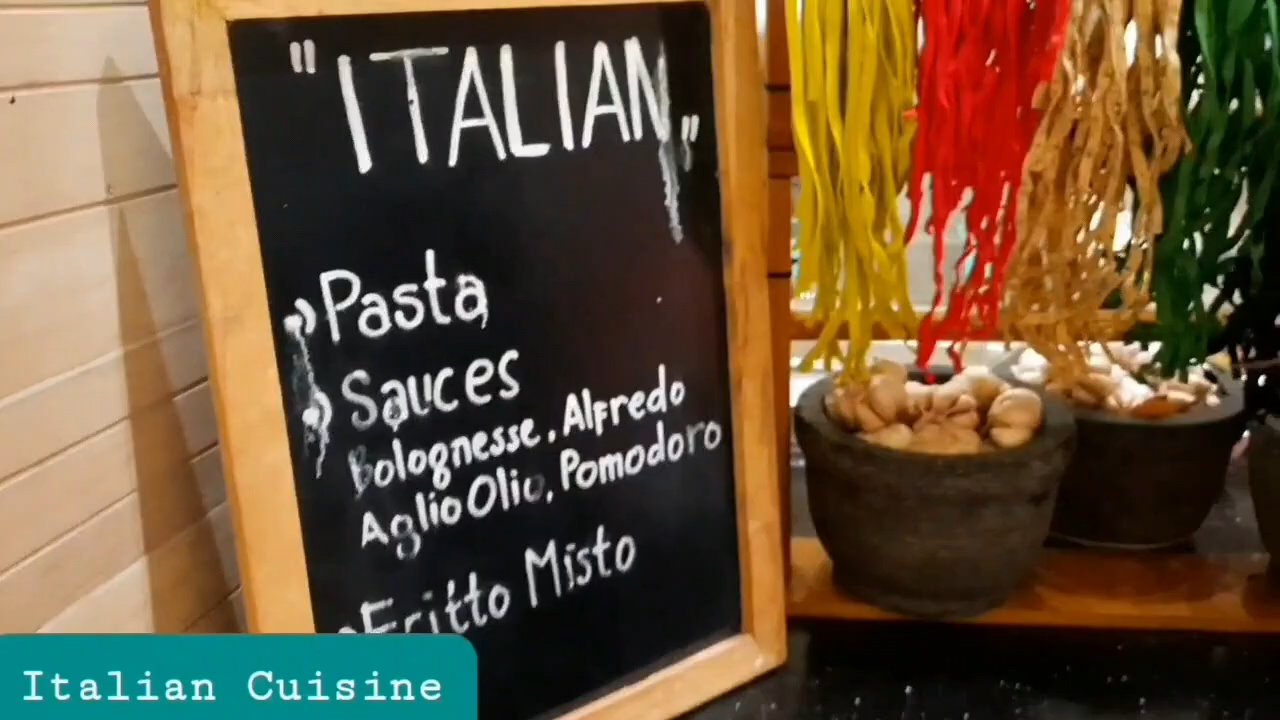 "ITALIAN"
Pasta
Sauces
Bolognesse, Alfredo
Aglio Olio, Pomodoro
Fritto Misto
Italian Cuisine